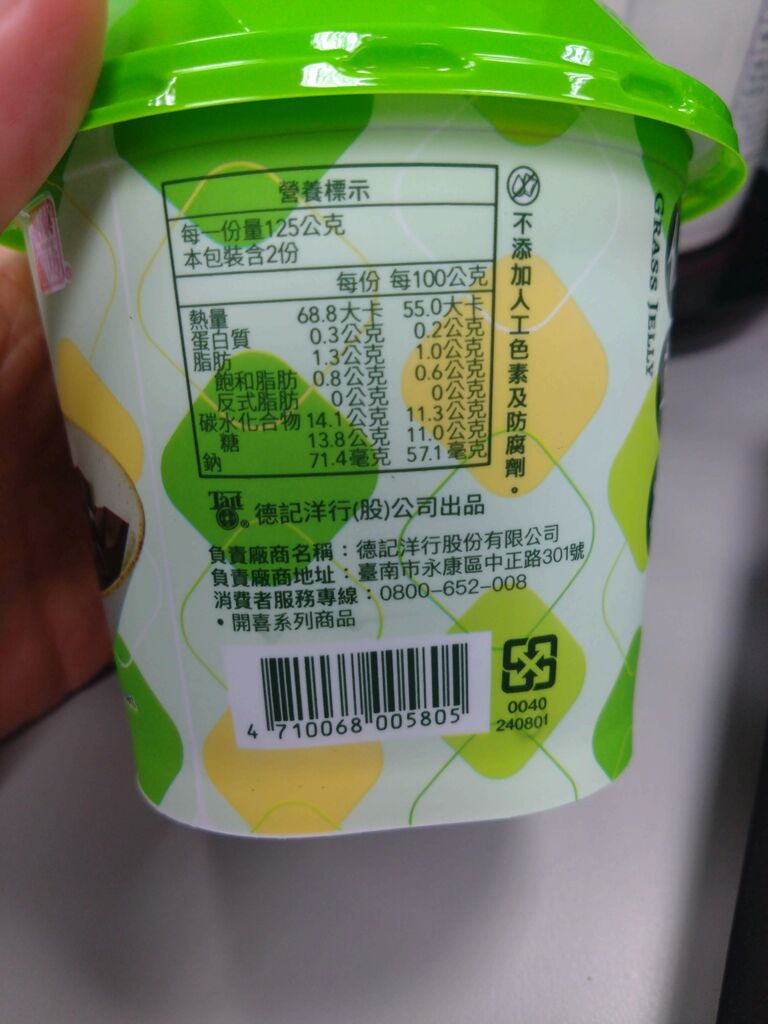 營養標示
每一份量125公克
本包裝含2份
每份 每100公克
熱量 68.8大卡 55.0大卡
蛋白質 0.3公克 0.2公克
脂肪 1.3公克 1.0公克
飽和脂肪 0.8公克 0.6公克
反式脂肪 0公克 0公克
碳水化合物 14.1公克 11.3公克
糖 13.8公克 11.0公克
鈉 71.4毫克 57.1毫克
不添加人工色素及防腐劑。
GRASS JELLY
Tait ® 德記洋行(股)公司出品
負責廠商名稱：德記洋行股份有限公司
負責廠商地址：臺南市永康區中正路301號
消費者服務專線：0800-652-008
•開喜系列商品
4 710068 005805
0040
240801